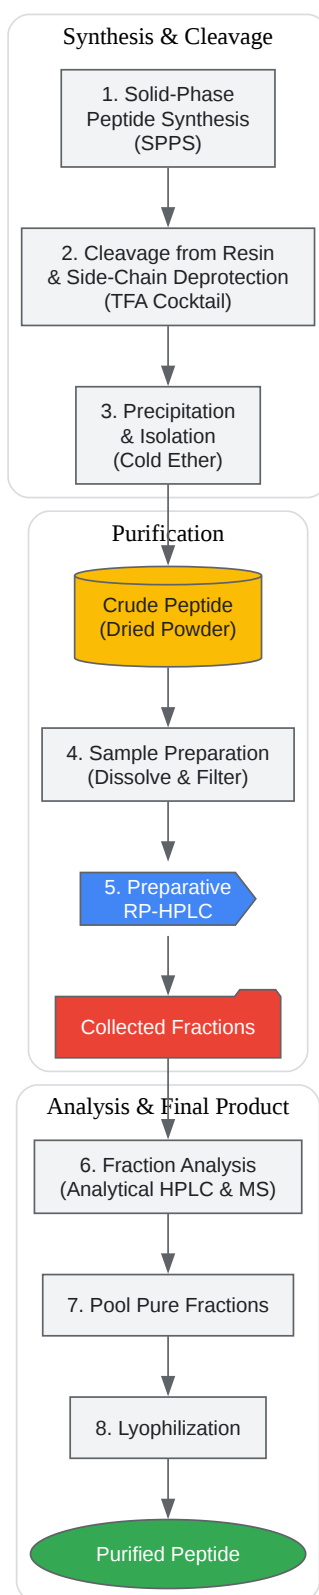 Synthesis & Cleavage
1. Solid-Phase
Peptide Synthesis
(SPPS)
2. Cleavage from Resin
& Side-Chain Deprotection
(TFA Cocktail)
3. Precipitation
& Isolation
(Cold Ether)
Purification
Crude Peptide
(Dried Powder)
4. Sample Preparation
(Dissolve & Filter)
5. Preparative
RP-HPLC
Collected Fractions
Analysis & Final Product
6. Fraction Analysis
(Analytical HPLC & MS)
7. Pool Pure Fractions
8. Lyophilization
Purified Peptide